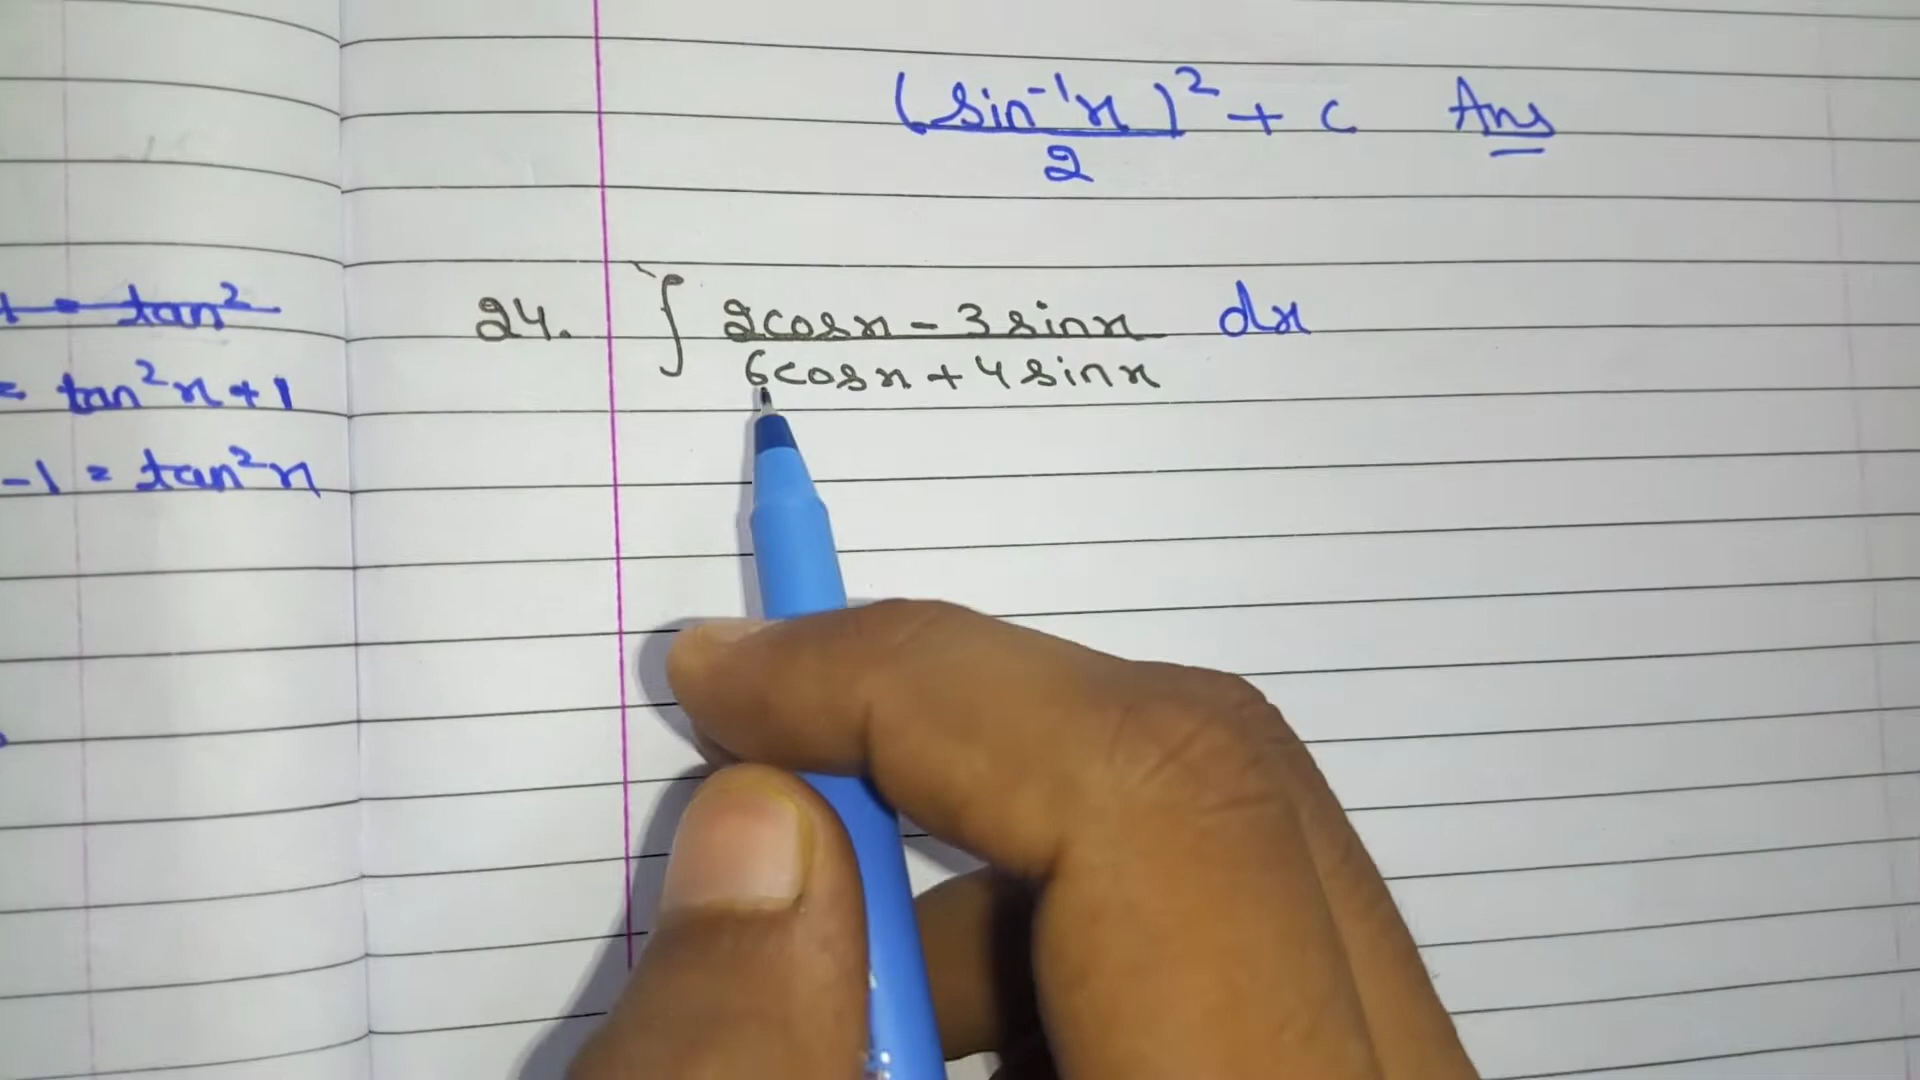 (sin⁻¹x)² + c Ans
2
t = tan²
= tan²x + 1
-1 = tan²x
24. ∫ 2cosx - 3sinx dx
6cosx + 4sinx